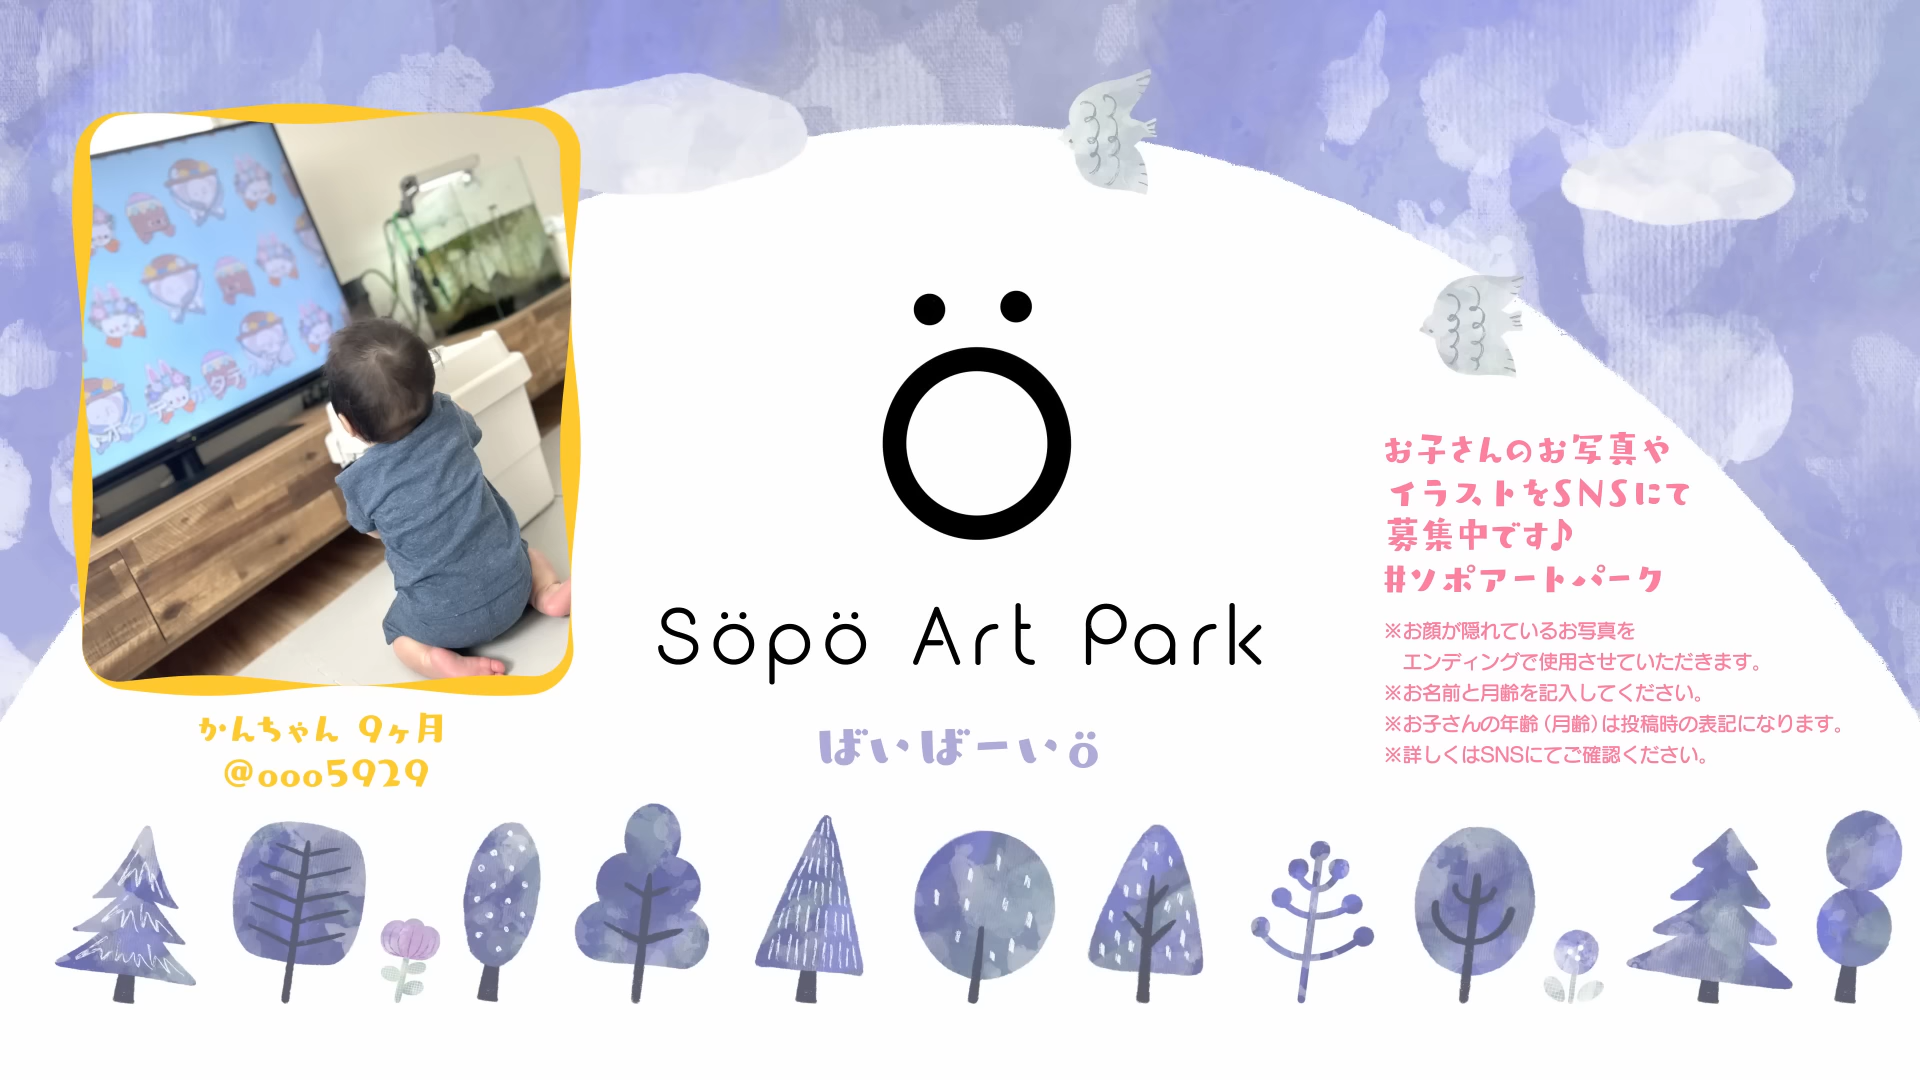 かんちゃん 9ヶ月
@ooo5929
ö
Söpö Art Park
ばいばーいö
お子さんのお写真や
イラストをSNSにて
募集中です♪
#ソポアートパーク
※お顔が隠れているお写真を
エンディングで使用させていただきます。
※お名前と月齢を記入してください。
※お子さんの年齢（月齢）は投稿時の表記になります。
※詳しくはSNSにてご確認ください。